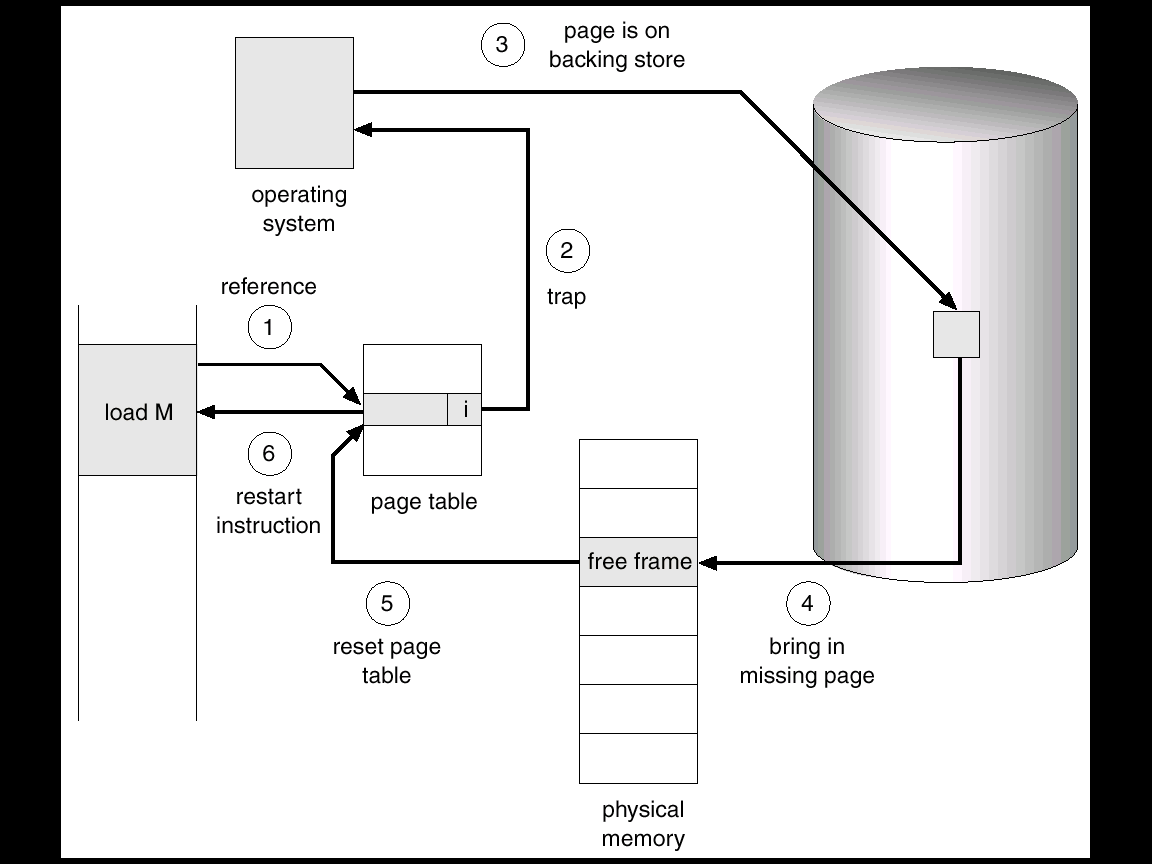 3
page is on
backing store
operating
system
2
trap
reference
1
load M
i
6
restart
instruction
page table
free frame
5
reset page
table
4
bring in
missing page
physical
memory